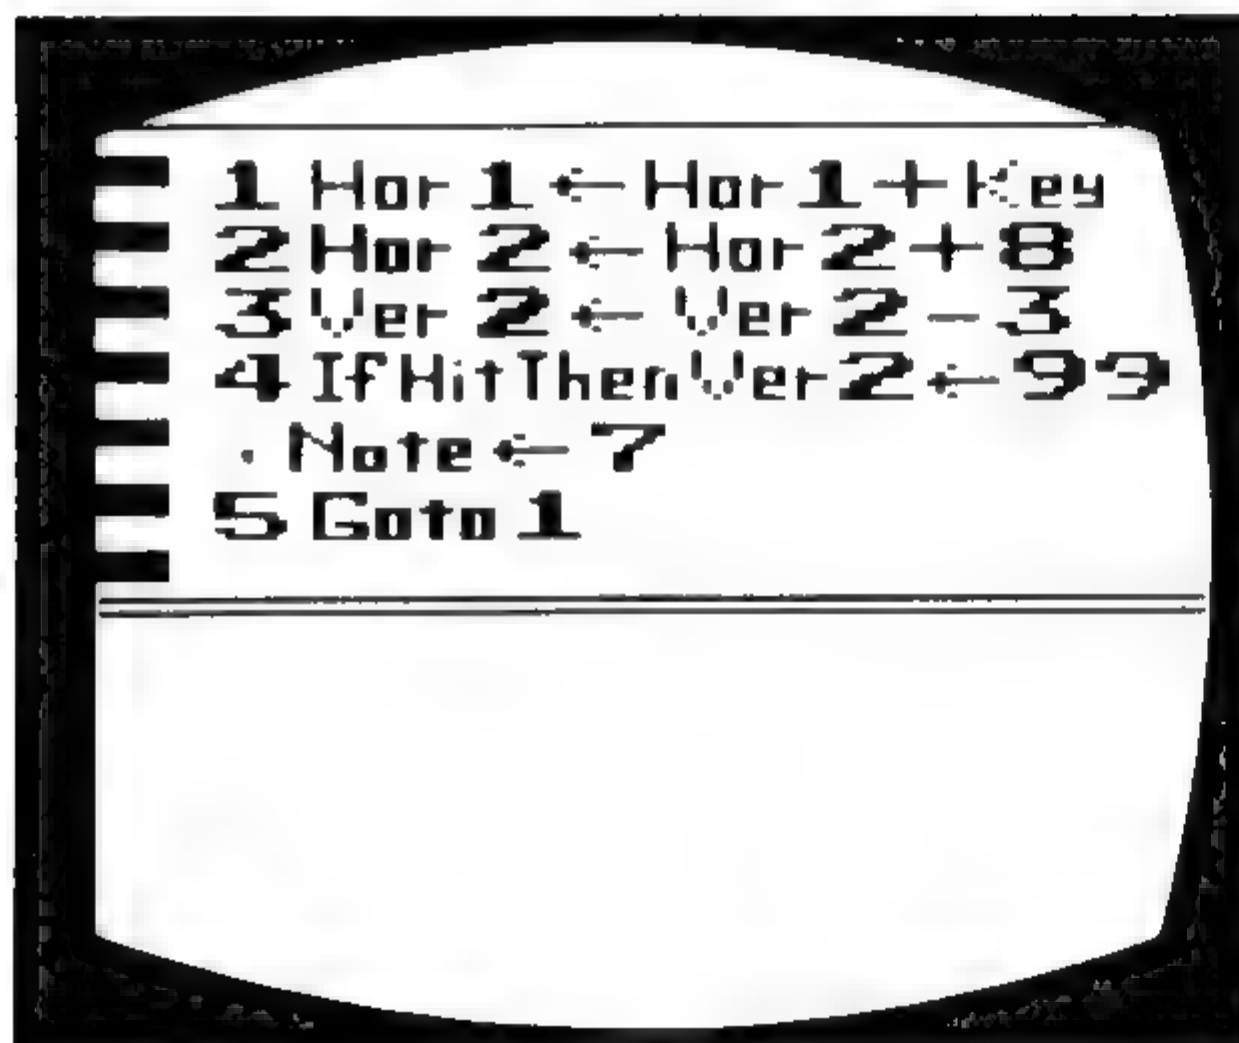 1 Hor 1 ← Hor 1 + Key
2 Hor 2 ← Hor 2 + 8
3 Ver 2 ← Ver 2 - 3
4 If Hit Then Ver 2 ← 99
. Note ← 7
5 Goto 1